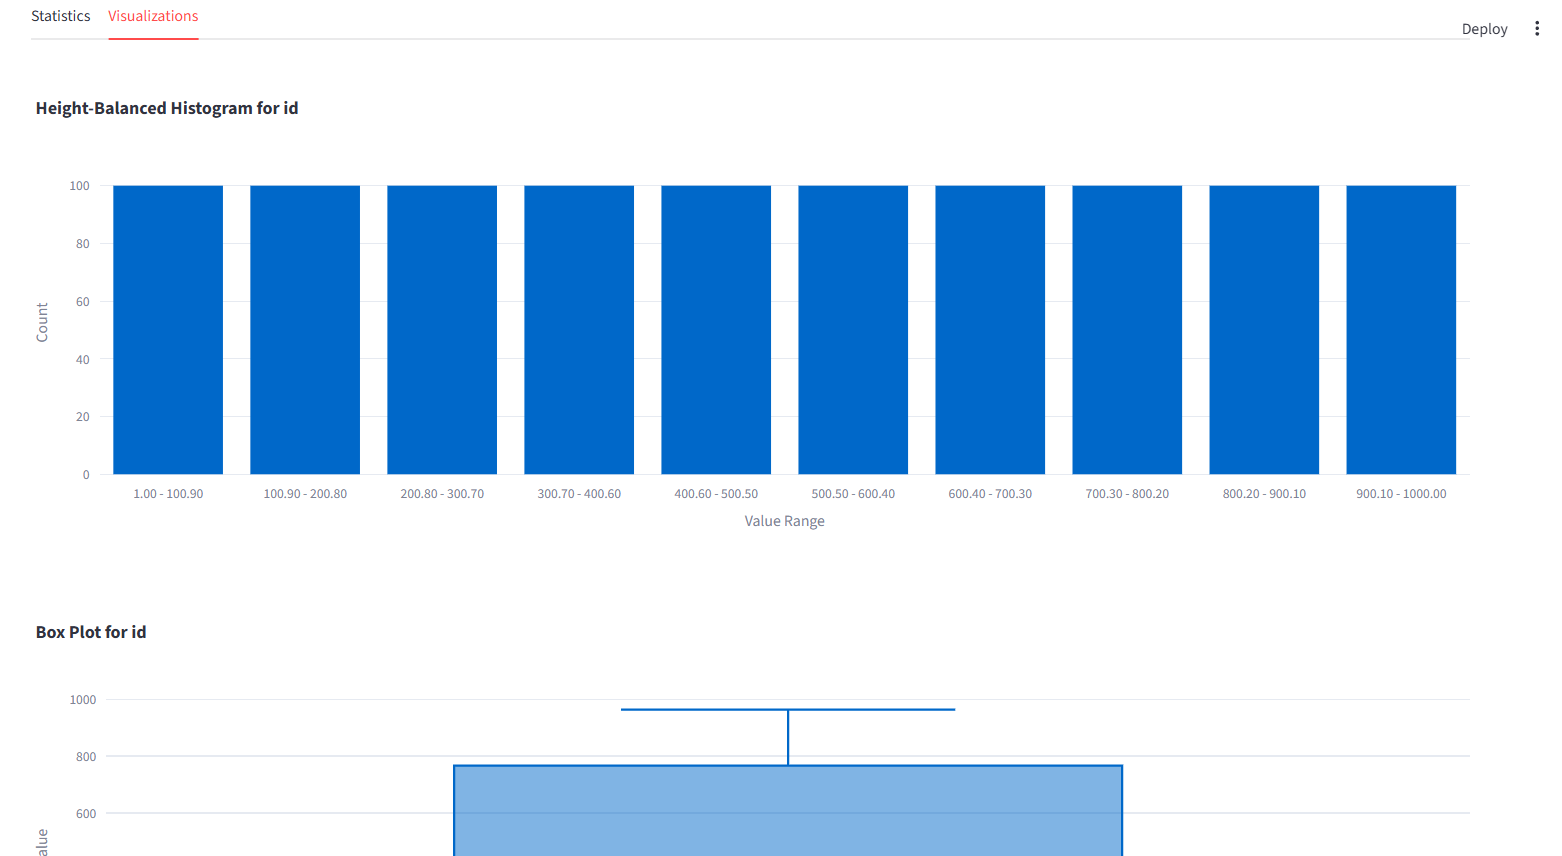 Statistics Visualizations
Deploy
Height-Balanced Histogram for id
100
80
60
40
20
0
Count
1.00 - 100.90 100.90 - 200.80 200.80 - 300.70 300.70 - 400.60 400.60 - 500.50 500.50 - 600.40 600.40 - 700.30 700.30 - 800.20 800.20 - 900.10 900.10 - 1000.00
Value Range
Box Plot for id
1000
800
600
alue